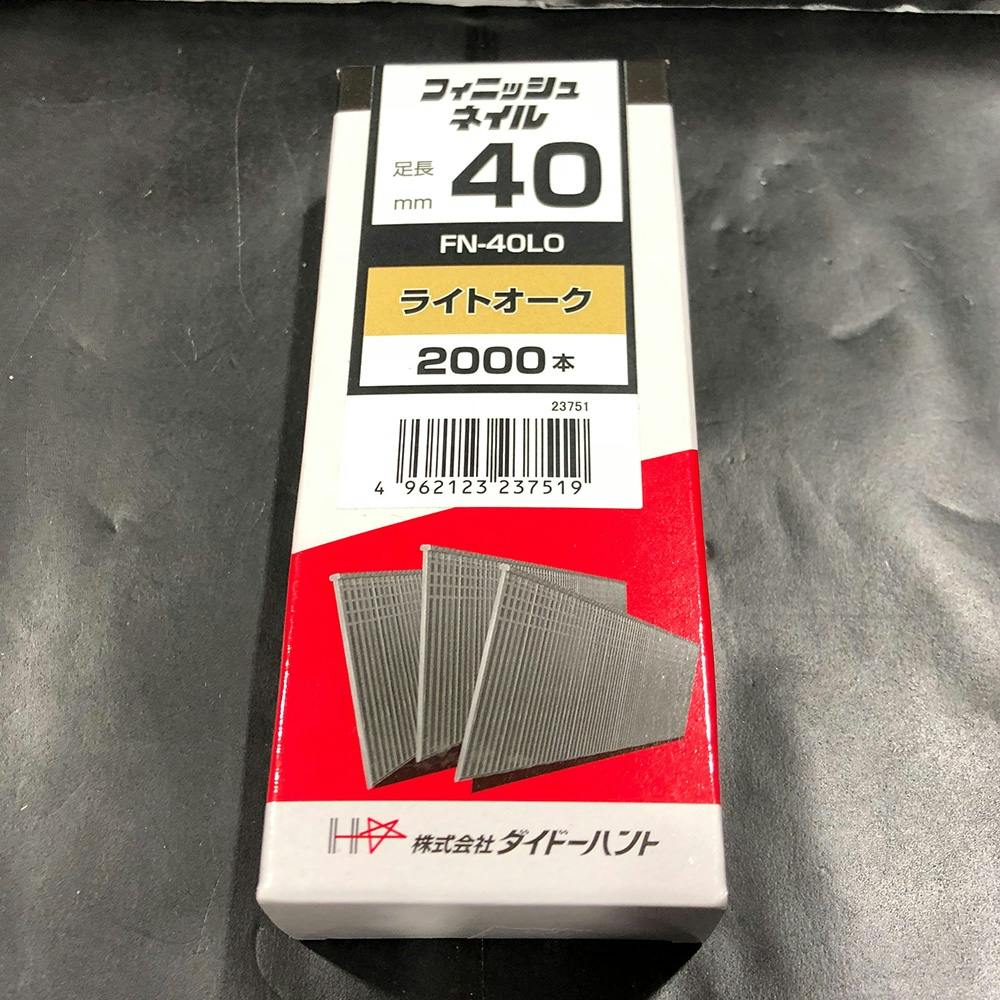 フィニッシュ
ネイル
足長
mm
40
FN-40LO
ライトオーク
2000本
23751
4 962123 237519
株式会社 ダイドーハント